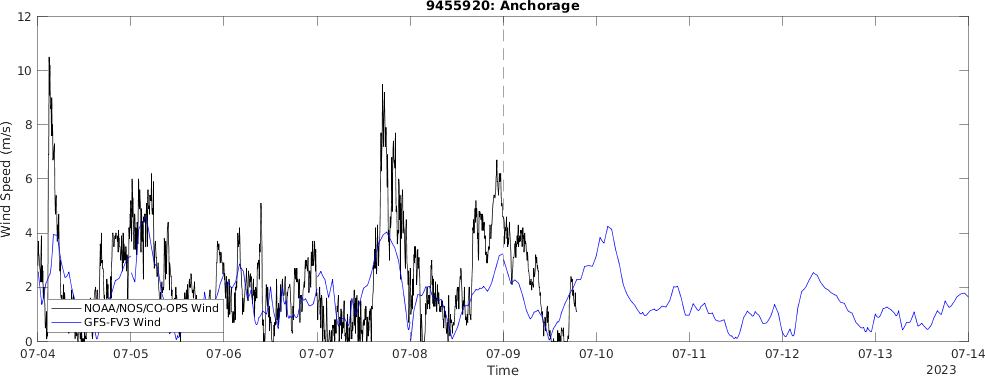 9455920: Anchorage
Wind Speed (m/s)
12
10
8
6
4
2
0
NOAA/NOS/CO-OPS Wind
GFS-FV3 Wind
07-04 07-05 07-06 07-07 07-08 07-09 07-10 07-11 07-12 07-13 07-14
Time
2023